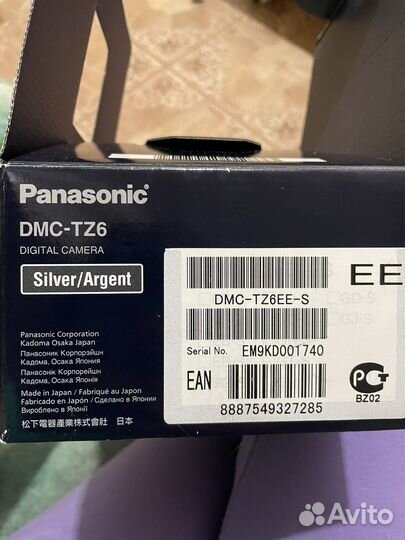 Panasonic
DMC-TZ6
DIGITAL CAMERA
Silver/Argent
Panasonic Corporation
Kadoma Osaka Japan
Панасоник Корпорэйшн
Кадома, Осака Япония
Панасонік Корпорейшн
Кадома, Осака, Японія
Made in Japan / Fabriqué au Japon
Fabricado en Japón / Сделано в Японии
Вироблено в Японії
松下電器産業株式会社 日本
EE
DMC-TZ6EE-S
GD-S
GJ-S
Serial No. EM9KD001740
EAN
8887549327285
РСТ
BZ02
Avito